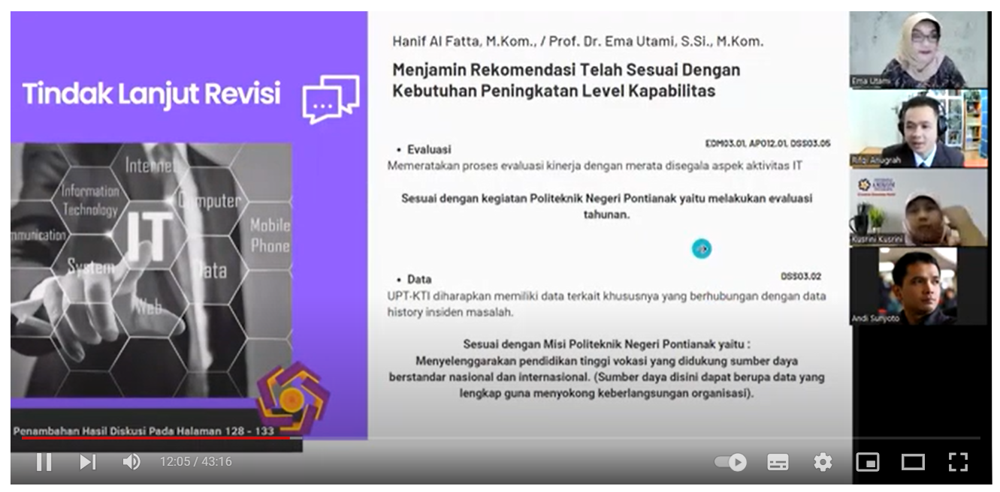 Tindak Lanjut Revisi
Internet
Information
Technology
Computer
IT
Mobile
Phone
mmunication
System
Data
Web
Penambahan Hasil Diskusi Pada Halaman 128 - 133
Hanif Al Fatta, M.Kom., / Prof. Dr. Ema Utami, S.Si., M.Kom.
Menjamin Rekomendasi Telah Sesuai Dengan
Kebutuhan Peningkatan Level Kapabilitas
• Evaluasi
EDM03.01, APO12.01, DSS03.05
Memeratakan proses evaluasi kinerja dengan merata disegala aspek aktivitas IT
Sesuai dengan kegiatan Politeknik Negeri Pontianak yaitu melakukan evaluasi
tahunan.
• Data
DSS03.02
UPT-KTI diharapkan memiliki data terkait khususnya yang berhubungan dengan data
history insiden masalah.
Sesuai dengan Misi Politeknik Negeri Pontianak yaitu :
Menyelenggarakan pendidikan tinggi vokasi yang didukung sumber daya
berstandar nasional dan internasional. (Sumber daya disini dapat berupa data yang
lengkap guna menyokong keberlangsungan organisasi).
Ema Utami
Rifqi Anugrah
Kusrini Kusrini
Andi Sunyoto
12:05 / 43:16